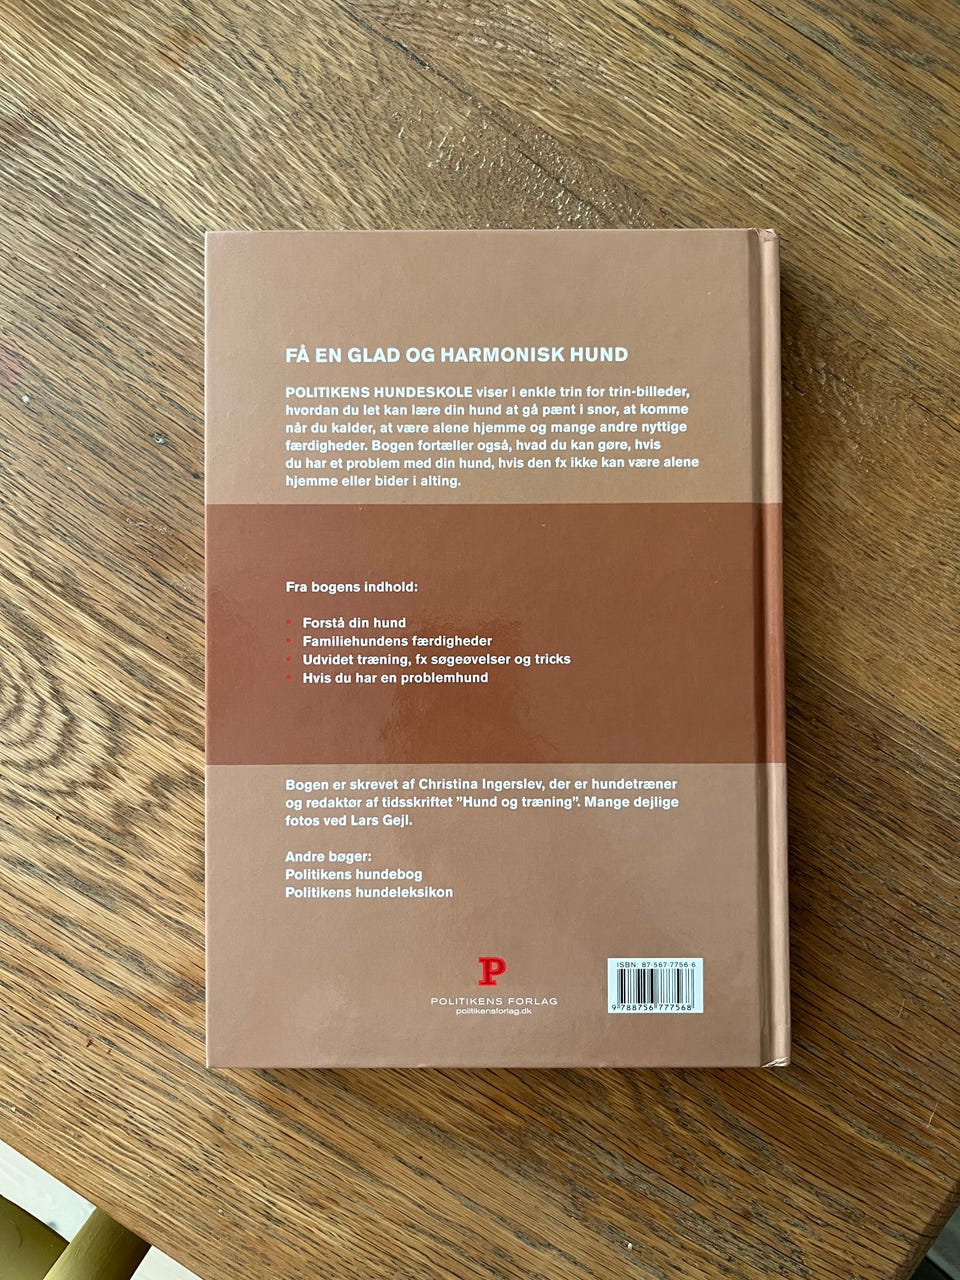 FÅ EN GLAD OG HARMONISK HUND
POLITIKENS HUNDESKOLE viser i enkle trin for trin-billeder,
hvordan du let kan lære din hund at gå pænt i snor, at komme
når du kalder, at være alene hjemme og mange andre nyttige
færdigheder. Bogen fortæller også, hvad du kan gøre, hvis
du har et problem med din hund, hvis den fx ikke kan være alene
hjemme eller bider i alting.
Fra bogens indhold:
• Forstå din hund
• Familiehundens færdigheder
• Udvidet træning, fx søgeøvelser og tricks
• Hvis du har en problemhund
Bogen er skrevet af Christina Ingerslev, der er hundetræner
og redaktør af tidsskriftet ”Hund og træning”. Mange dejlige
fotos ved Lars Gejl.
Andre bøger:
Politikens hundebog
Politikens hundeleksikon
P
POLITIKENS FORLAG
politikensforlag.dk
ISBN: 87-567-7756-6
9 788756 777568